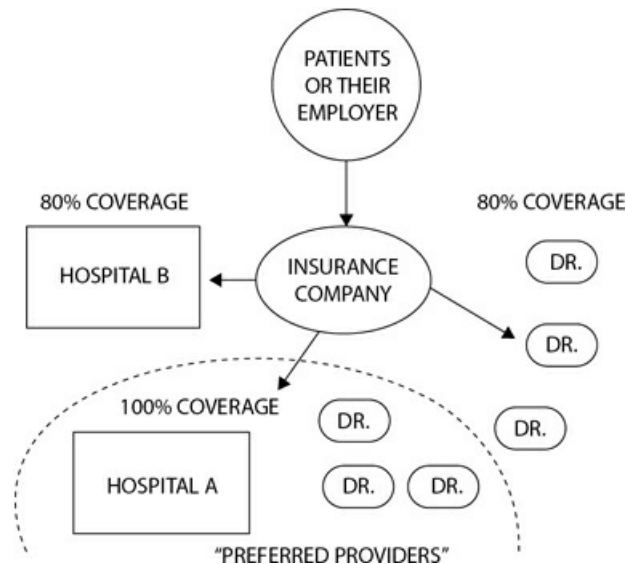 PATIENTS
OR THEIR
EMPLOYER
80% COVERAGE
80% COVERAGE
HOSPITAL B
INSURANCE
COMPANY
DR.
DR.
100% COVERAGE
DR.
DR.
HOSPITAL A
DR.
DR.
"PREFERRED PROVIDERS"